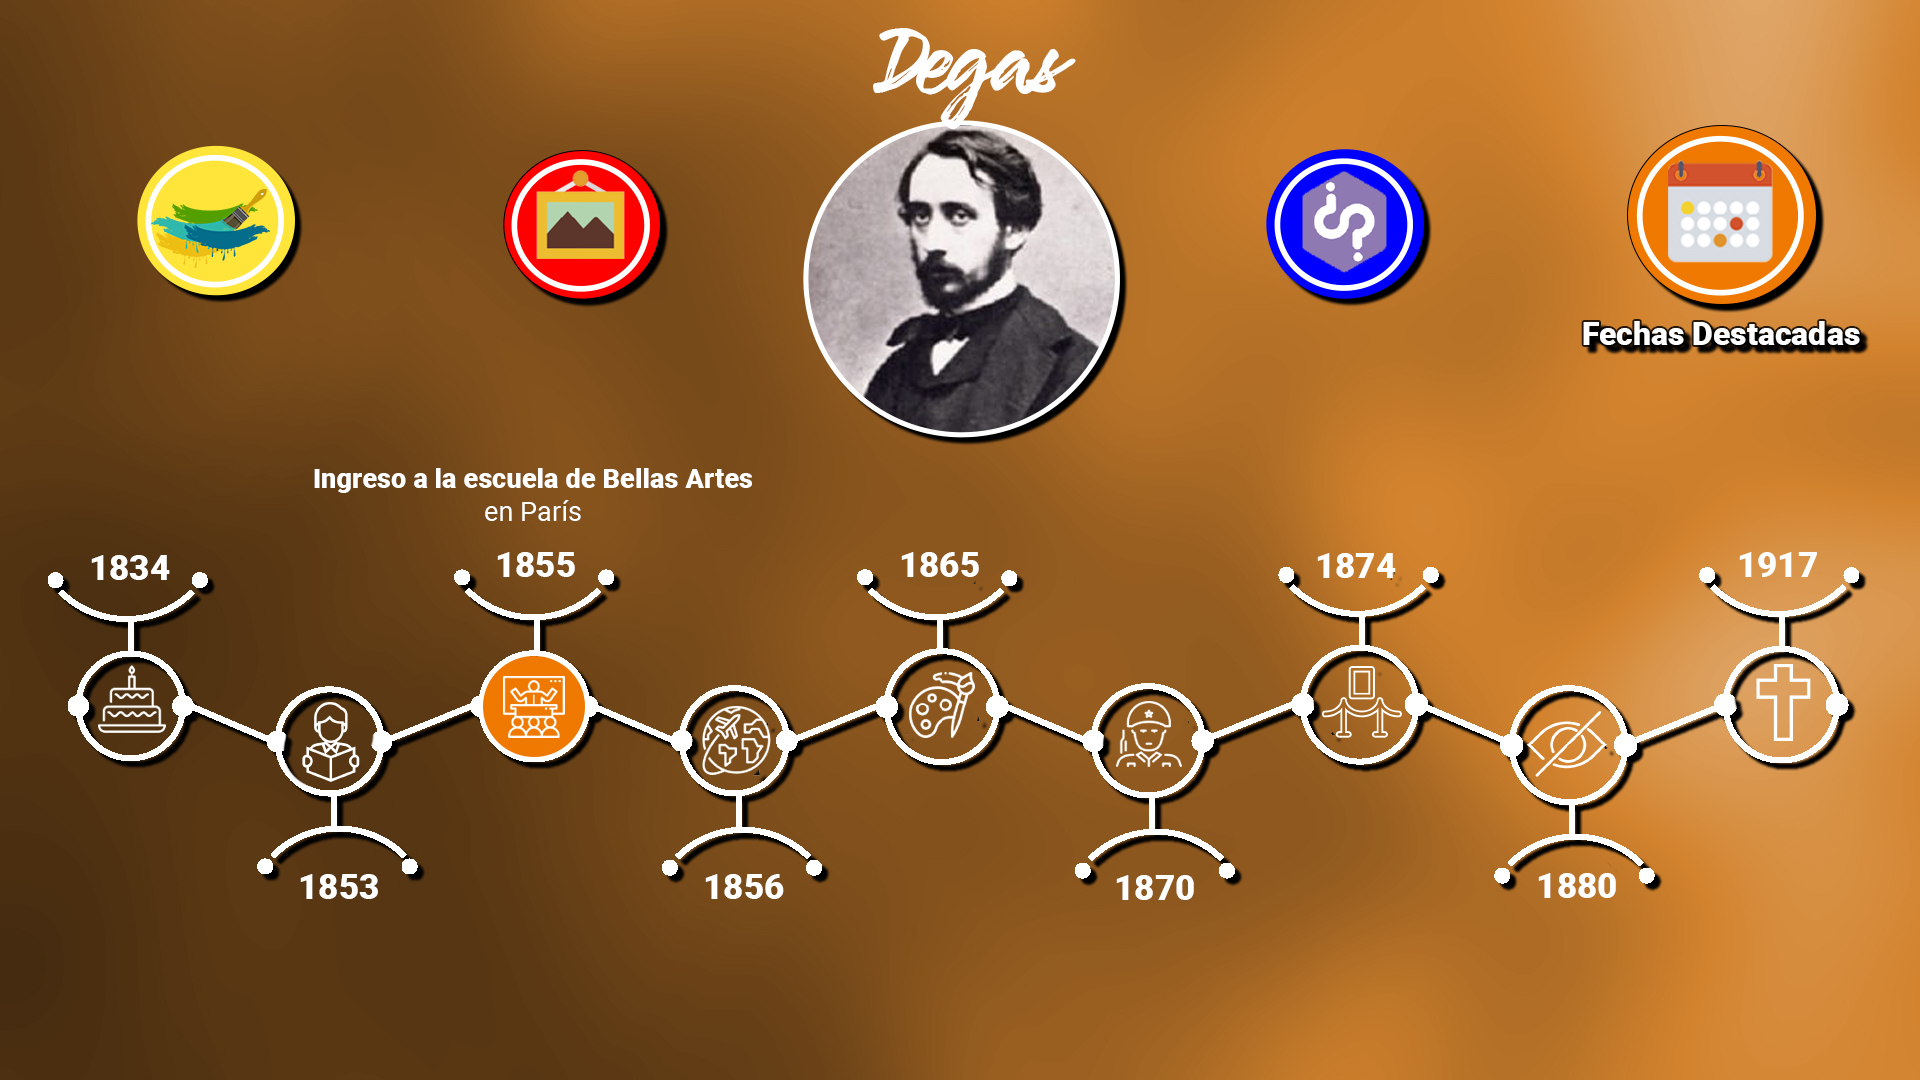 Degas
Fechas Destacadas
Ingreso a la escuela de Bellas Artes
en París
1834
1855
1865
1874
1917
1853
1856
1870
1880